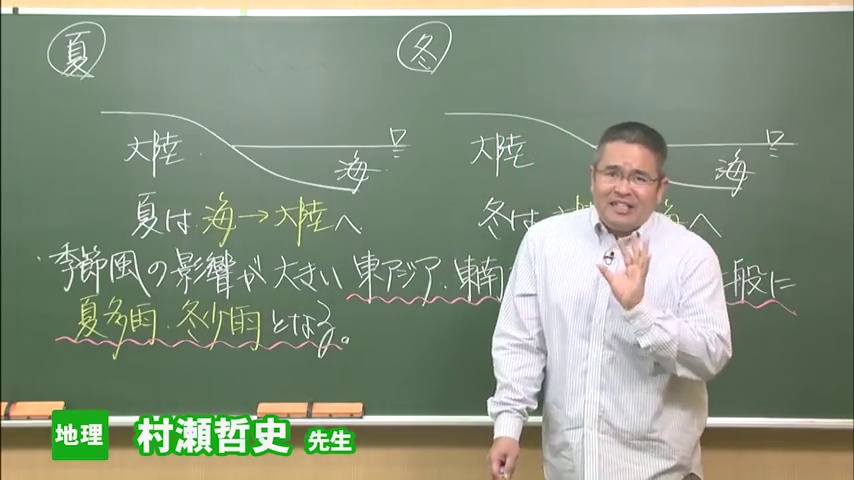 夏
冬
大陸
海
大陸
海
夏は海→大陸へ
冬は 海へ
季節風の影響が大きい東アジア・東南 般に
夏多雨・冬少雨となる。
地理 村瀬哲史 先生